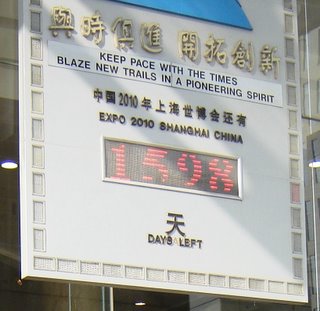 與時俱進 開拓創新
KEEP PACE WITH THE TIMES
BLAZE NEW TRAILS IN A PIONEERING SPIRIT
中国2010年上海世博会还有
EXPO 2010 SHANGHAI CHINA
1598
天
DAYS LEFT